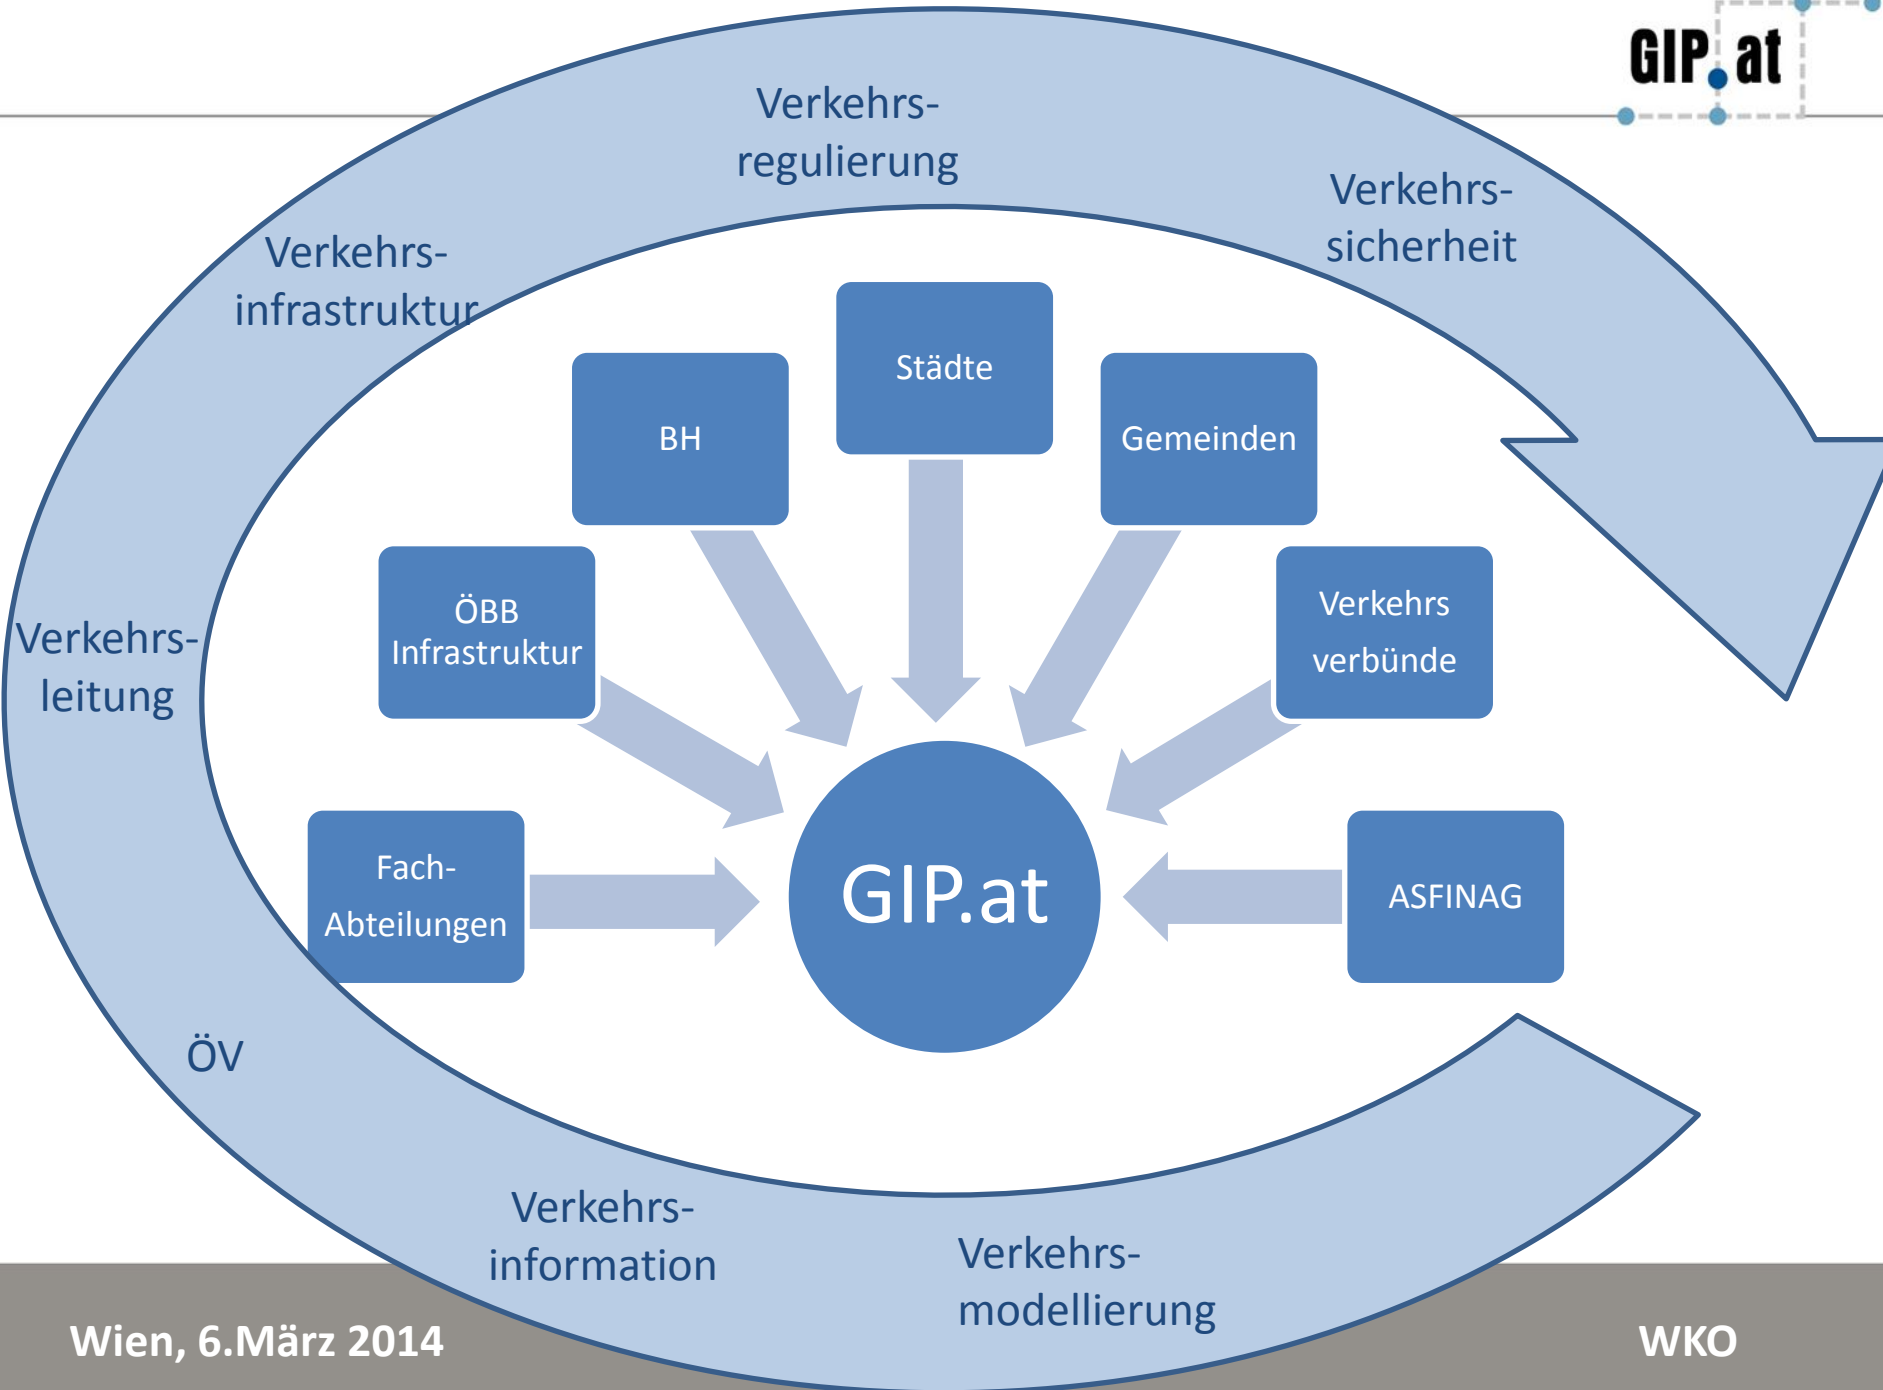 GIP.at
Verkehrs-
regulierung
Verkehrs-
sicherheit
Verkehrs-
infrastruktur
Städte
BH
Gemeinden
ÖBB
Infrastruktur
Verkehrs
verbünde
Verkehrs-
leitung
Fach-
Abteilungen
GIP.at
ASFINAG
ÖV
Verkehrs-
information
Verkehrs-
modellierung
Wien, 6.März 2014
WKO